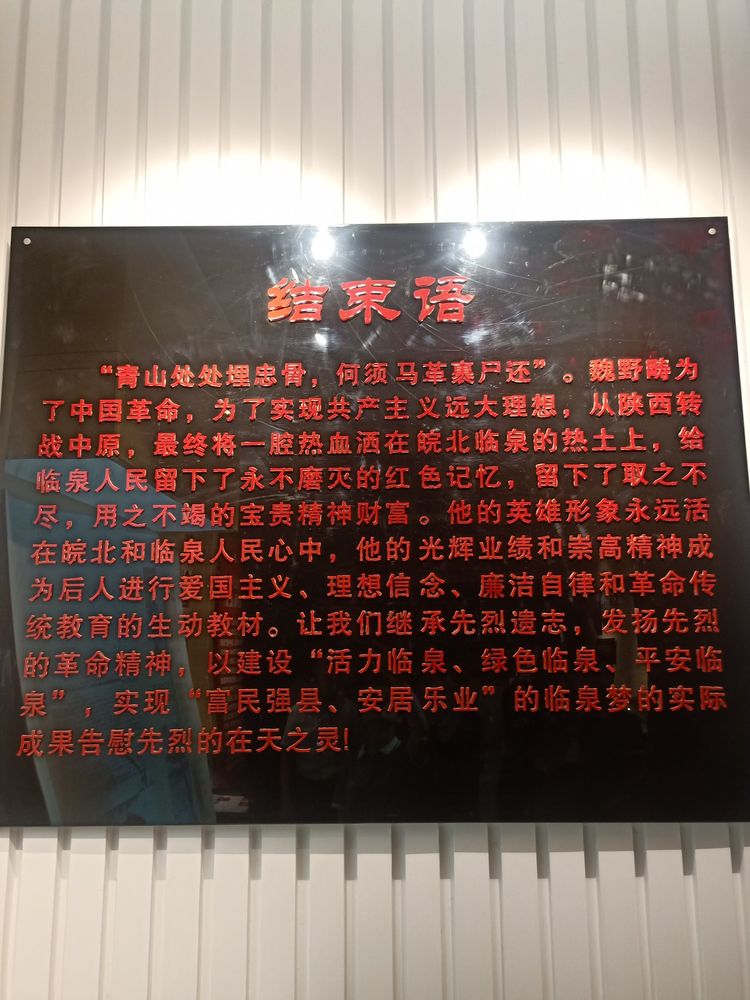 结束语
“青山处处埋忠骨，何须马革裹尸还”。魏野畴为
了中国革命，为了实现共产主义远大理想，从陕西转
战中原，最终将一腔热血洒在皖北临泉的热土上，给
临泉人民留下了永不磨灭的红色记忆，留下了取之不
尽，用之不竭的宝贵精神财富。他的英雄形象永远活
在皖北和临泉人民心中，他的光辉业绩和崇高精神成
为后人进行爱国主义、理想信念、廉洁自律和革命传
统教育的生动教材。让我们继承先烈遗志，发扬先烈
的革命精神，以建设“活力临泉、绿色临泉、平安临
泉”，实现“富民强县、安居乐业”的临泉梦的实际
成果告慰先烈的在天之灵!